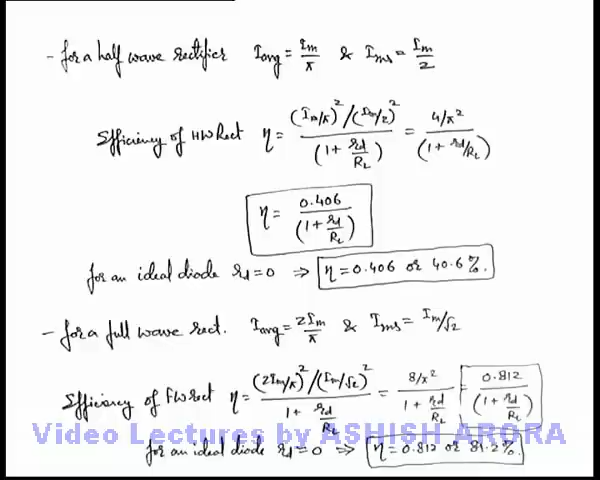 - for a half wave rectifier I_avg = I_m/π & I_rms = I_m/2
Efficiency of HW Rect η = (I_m/π)²/(I_m/2)² / (1 + r_d/R_L) = 4/π² / (1 + r_d/R_L)
η = 0.406 / (1 + r_d/R_L)
for an ideal diode r_d = 0 ⇒ η = 0.406 or 40.6%.
- for a full wave rect. I_avg = 2I_m/π & I_rms = I_m/√2
Efficiency of FW Rect η = (2I_m/π)²/(I_m/√2)² / 1 + r_d/R_L = 8/π² / 1 + r_d/R_L = 0.812 / (1 + r_d/R_L)
Video Lectures by ASHISH ARORA
for an ideal diode r_d = 0 ⇒ η = 0.812 or 81.2%.